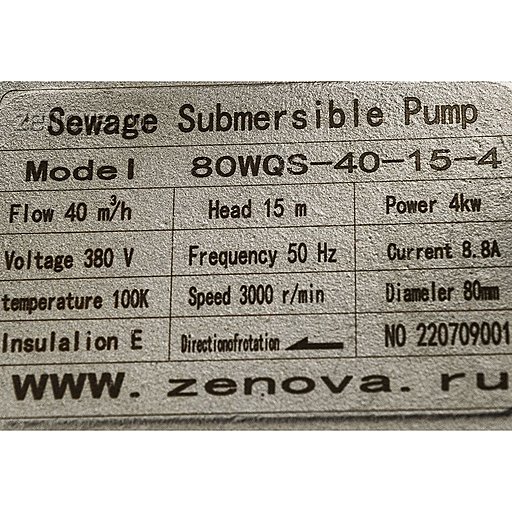 Sewage Submersible Pump
Model 80WQS-40-15-4
Flow 40 m³/h Head 15 m Power 4kw
Voltage 380 V Frequency 50 Hz Current 8.8A
temperature 100K Speed 3000 r/min Diameler 80mm
Insulalion E Directionofrotation NO 220709001
WWW.zenova.ru